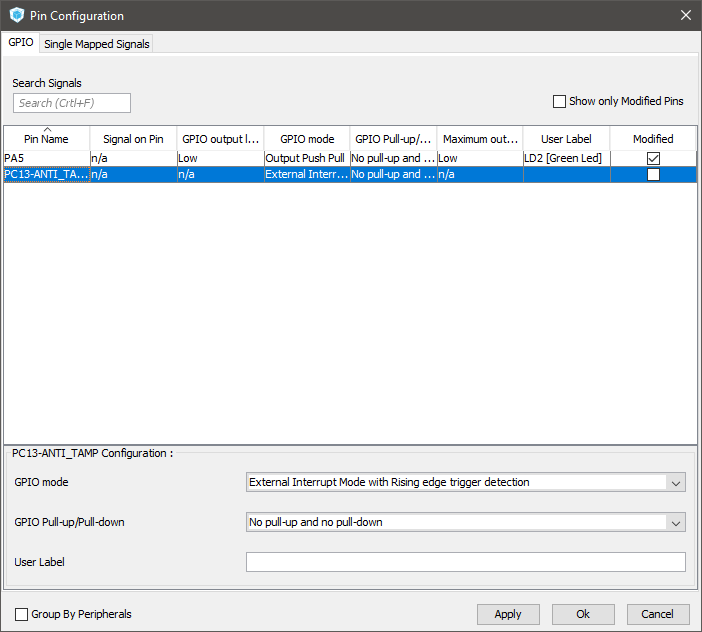 Pin Configuration
GPIO Single Mapped Signals
Search Signals
Search (Crtl+F)
Show only Modified Pins
Pin Name Signal on Pin GPIO output l... GPIO mode GPIO Pull-up/... Maximum out... User Label Modified
PA5 n/a Low Output Push Pull No pull-up and ... Low LD2 [Green Led]
PC13-ANTI_TA... n/a n/a External Interr... No pull-up and ... n/a
PC13-ANTI_TAMP Configuration :
GPIO mode External Interrupt Mode with Rising edge trigger detection
GPIO Pull-up/Pull-down No pull-up and no pull-down
User Label
Group By Peripherals Apply Ok Cancel